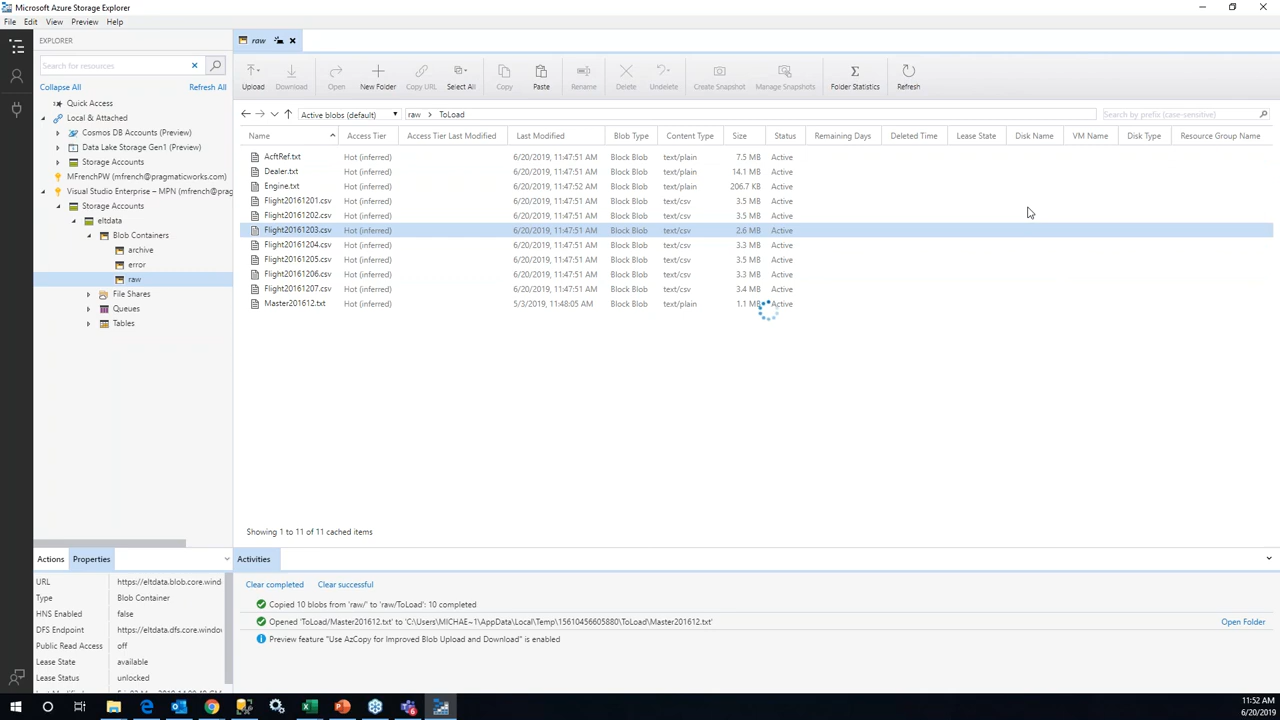 Microsoft Azure Storage Explorer
File Edit View Preview Help
EXPLORER
raw
Search for resources
Collapse All Refresh All
Quick Access
Local & Attached
Cosmos DB Accounts (Preview)
Data Lake Storage Gen1 (Preview)
Storage Accounts
MFrenchPW (mfrench@pragmaticworks.com)
Visual Studio Enterprise – MPN (mfrench@prag
Storage Accounts
eltdata
Blob Containers
archive
error
raw
File Shares
Queues
Tables
Upload Download Open New Folder Copy URL Select All Copy Paste Rename Delete Undelete Create Snapshot Manage Snapshots Folder Statistics Refresh
Active blobs (default) raw ToLoad Search by prefix (case-sensitive)
Name Access Tier Access Tier Last Modified Last Modified Blob Type Content Type Size Status Remaining Days Deleted Time Lease State Disk Name VM Name Disk Type Resource Group Name
AcftRef.txt Hot (inferred) 6/20/2019, 11:47:51 AM Block Blob text/plain 7.5 MB Active
Dealer.txt Hot (inferred) 6/20/2019, 11:47:51 AM Block Blob text/plain 14.1 MB Active
Engine.txt Hot (inferred) 6/20/2019, 11:47:52 AM Block Blob text/plain 206.7 KB Active
Flight20161201.csv Hot (inferred) 6/20/2019, 11:47:51 AM Block Blob text/csv 3.5 MB Active
Flight20161202.csv Hot (inferred) 6/20/2019, 11:47:51 AM Block Blob text/csv 3.5 MB Active
Flight20161203.csv Hot (inferred) 6/20/2019, 11:47:51 AM Block Blob text/csv 2.6 MB Active
Flight20161204.csv Hot (inferred) 6/20/2019, 11:47:51 AM Block Blob text/csv 3.3 MB Active
Flight20161205.csv Hot (inferred) 6/20/2019, 11:47:51 AM Block Blob text/csv 3.5 MB Active
Flight20161206.csv Hot (inferred) 6/20/2019, 11:47:51 AM Block Blob text/csv 3.3 MB Active
Flight20161207.csv Hot (inferred) 6/20/2019, 11:47:51 AM Block Blob text/csv 3.4 MB Active
Master201612.txt Hot (inferred) 5/3/2019, 11:48:05 AM Block Blob text/plain 1.1 MB Active
Showing 1 to 11 of 11 cached items
Actions Properties
URL https://eltdata.blob.core.wind
Type Blob Container
HNS Enabled false
DFS Endpoint https://eltdata.dfs.core.window
Public Read Access off
Lease State available
Lease Status unlocked
Activities
Clear completed Clear successful
Copied 10 blobs from 'raw/' to 'raw/ToLoad': 10 completed
Opened 'ToLoad/Master201612.txt' to 'C:\Users\MICHAE~1\AppData\Local\Temp\15610456605880\ToLoad\Master201612.txt' Open Folder
Preview feature "Use AzCopy for Improved Blob Upload and Download" is enabled
11:52 AM
6/20/2019